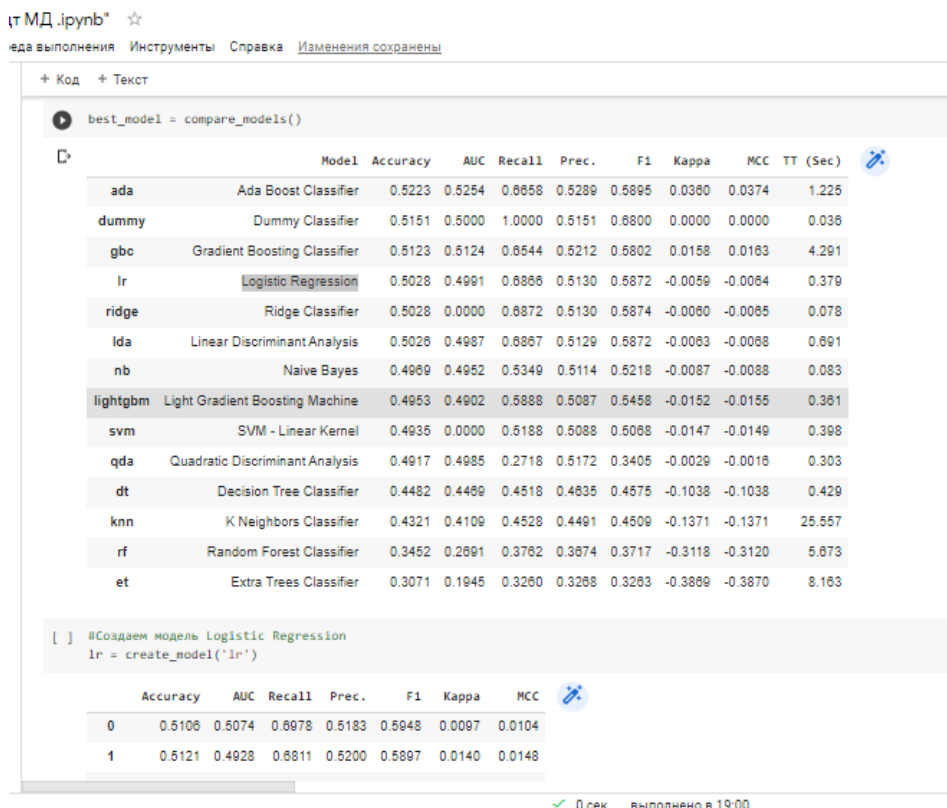 цт МД .ipynb"
еда выполнения Инструменты Справка Изменения сохранены
+ Код + Текст
best_model = compare_models()
Model Accuracy AUC Recall Prec. F1 Kappa MCC TT (Sec)
ada Ada Boost Classifier 0.5223 0.5254 0.6658 0.5289 0.5895 0.0360 0.0374 1.225
dummy Dummy Classifier 0.5151 0.5000 1.0000 0.5151 0.6800 0.0000 0.0000 0.036
gbc Gradient Boosting Classifier 0.5123 0.5124 0.6544 0.5212 0.5802 0.0158 0.0163 4.291
lr Logistic Regression 0.5028 0.4991 0.6866 0.5130 0.5872 -0.0059 -0.0064 0.379
ridge Ridge Classifier 0.5028 0.0000 0.6872 0.5130 0.5874 -0.0060 -0.0065 0.078
lda Linear Discriminant Analysis 0.5026 0.4987 0.6867 0.5129 0.5872 -0.0063 -0.0068 0.691
nb Naive Bayes 0.4969 0.4952 0.5349 0.5114 0.5218 -0.0087 -0.0088 0.083
lightgbm Light Gradient Boosting Machine 0.4953 0.4902 0.5888 0.5087 0.5458 -0.0152 -0.0155 0.361
svm SVM - Linear Kernel 0.4935 0.0000 0.5188 0.5088 0.5068 -0.0147 -0.0149 0.398
qda Quadratic Discriminant Analysis 0.4917 0.4985 0.2718 0.5172 0.3405 -0.0029 -0.0016 0.303
dt Decision Tree Classifier 0.4482 0.4469 0.4518 0.4635 0.4575 -0.1038 -0.1038 0.429
knn K Neighbors Classifier 0.4321 0.4109 0.4528 0.4491 0.4509 -0.1371 -0.1371 25.557
rf Random Forest Classifier 0.3452 0.2691 0.3762 0.3674 0.3717 -0.3118 -0.3120 5.673
et Extra Trees Classifier 0.3071 0.1945 0.3260 0.3268 0.3263 -0.3869 -0.3870 8.163
[ ] #Создаем модель Logistic Regression
lr = create_model('lr')
Accuracy AUC Recall Prec. F1 Kappa MCC
0 0.5106 0.5074 0.6978 0.5183 0.5948 0.0097 0.0104
1 0.5121 0.4928 0.6811 0.5200 0.5897 0.0140 0.0148
✓ 0 сек. выполнено в 19:00